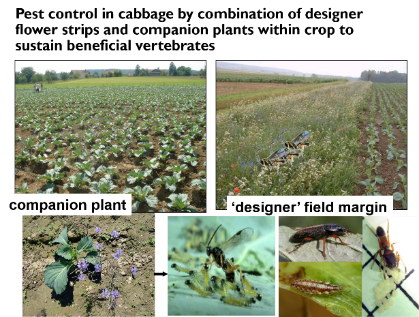 Pest control in cabbage by combination of designer
flower strips and companion plants within crop to
sustain beneficial vertebrates
companion plant
'designer' field margin